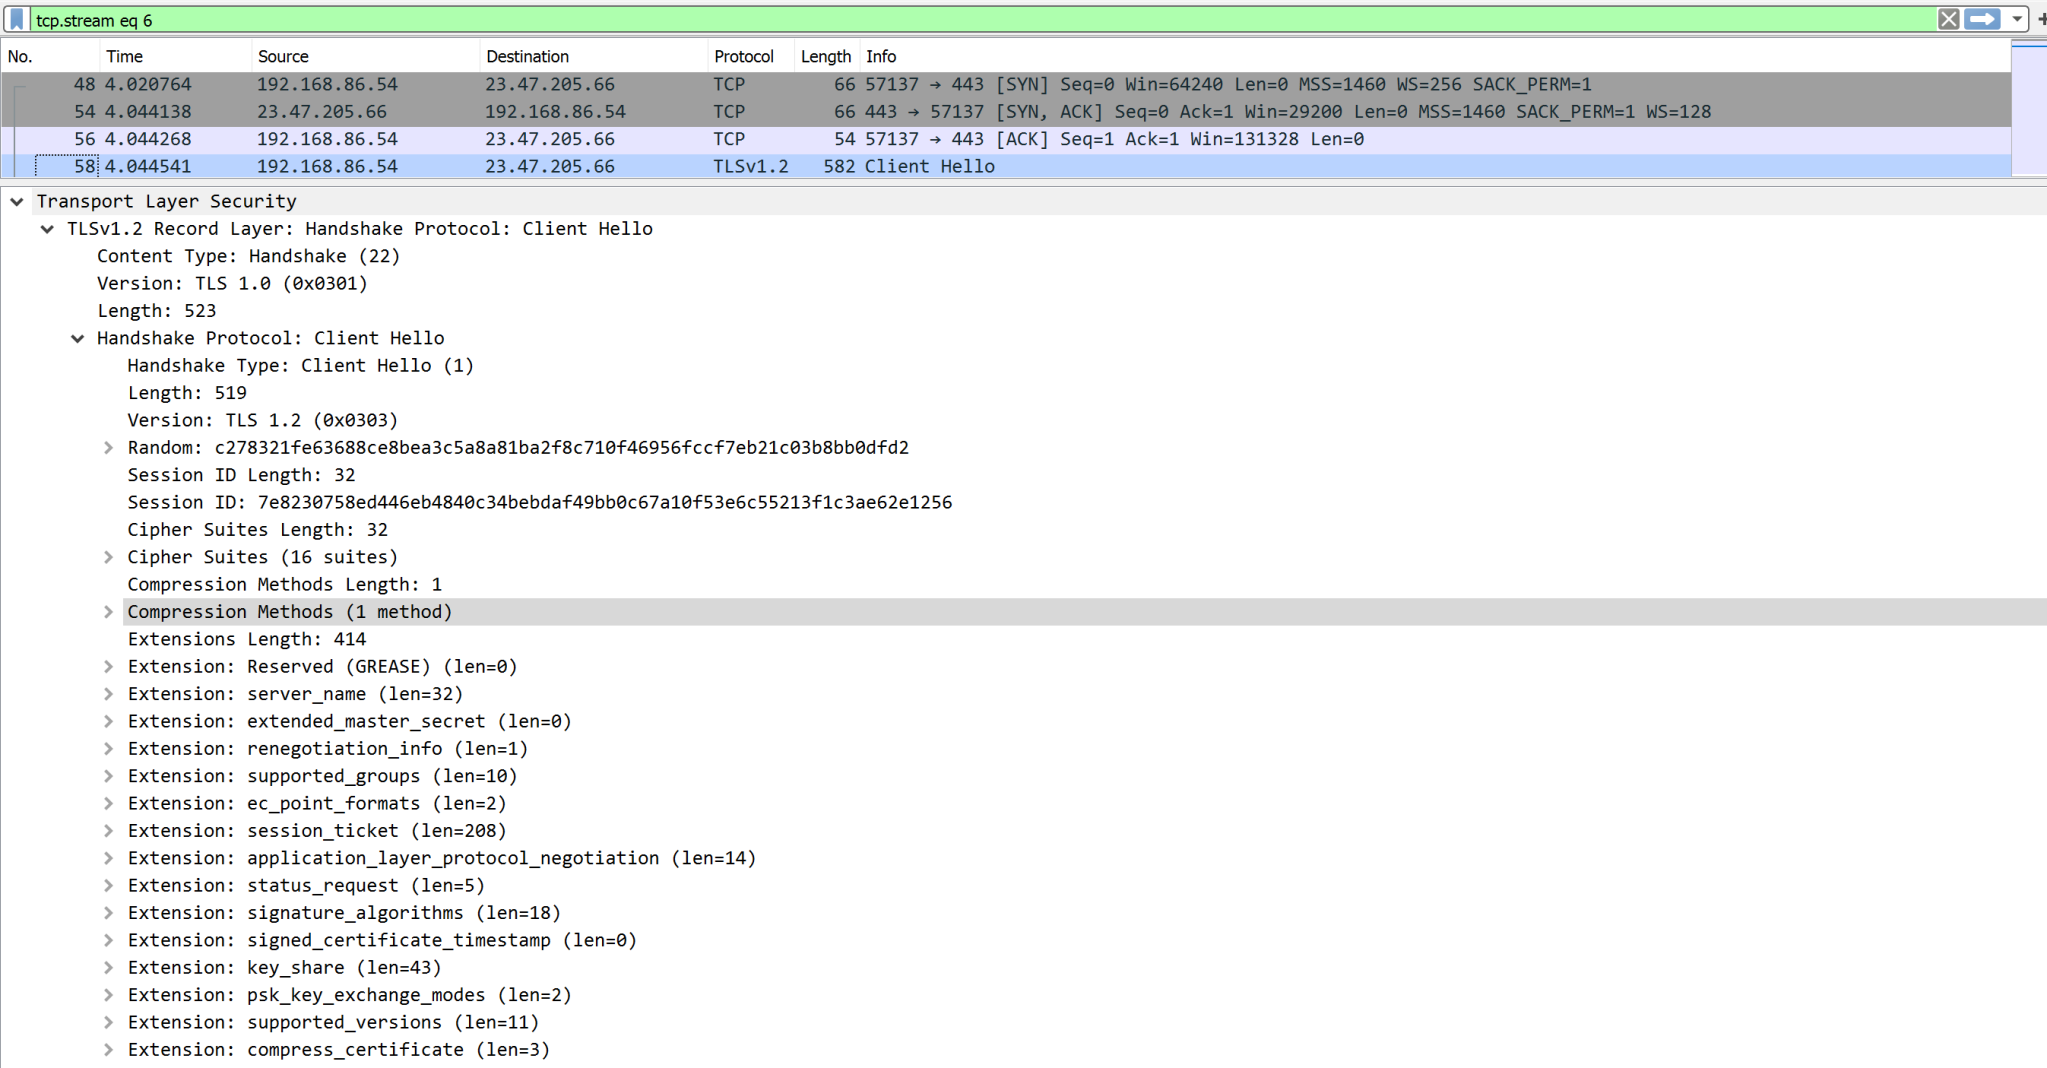 tcp.stream eq 6
No. Time Source Destination Protocol Length Info
48 4.020764 192.168.86.54 23.47.205.66 TCP 66 57137 → 443 [SYN] Seq=0 Win=64240 Len=0 MSS=1460 WS=256 SACK_PERM=1
54 4.044138 23.47.205.66 192.168.86.54 TCP 66 443 → 57137 [SYN, ACK] Seq=0 Ack=1 Win=29200 Len=0 MSS=1460 SACK_PERM=1 WS=128
56 4.044268 192.168.86.54 23.47.205.66 TCP 54 57137 → 443 [ACK] Seq=1 Ack=1 Win=131328 Len=0
58 4.044541 192.168.86.54 23.47.205.66 TLSv1.2 582 Client Hello
Transport Layer Security
TLSv1.2 Record Layer: Handshake Protocol: Client Hello
Content Type: Handshake (22)
Version: TLS 1.0 (0x0301)
Length: 523
Handshake Protocol: Client Hello
Handshake Type: Client Hello (1)
Length: 519
Version: TLS 1.2 (0x0303)
Random: c278321fe63688ce8bea3c5a8a81ba2f8c710f46956fccf7eb21c03b8bb0dfd2
Session ID Length: 32
Session ID: 7e8230758ed446eb4840c34bebdaf49bb0c67a10f53e6c55213f1c3ae62e1256
Cipher Suites Length: 32
Cipher Suites (16 suites)
Compression Methods Length: 1
Compression Methods (1 method)
Extensions Length: 414
Extension: Reserved (GREASE) (len=0)
Extension: server_name (len=32)
Extension: extended_master_secret (len=0)
Extension: renegotiation_info (len=1)
Extension: supported_groups (len=10)
Extension: ec_point_formats (len=2)
Extension: session_ticket (len=208)
Extension: application_layer_protocol_negotiation (len=14)
Extension: status_request (len=5)
Extension: signature_algorithms (len=18)
Extension: signed_certificate_timestamp (len=0)
Extension: key_share (len=43)
Extension: psk_key_exchange_modes (len=2)
Extension: supported_versions (len=11)
Extension: compress_certificate (len=3)